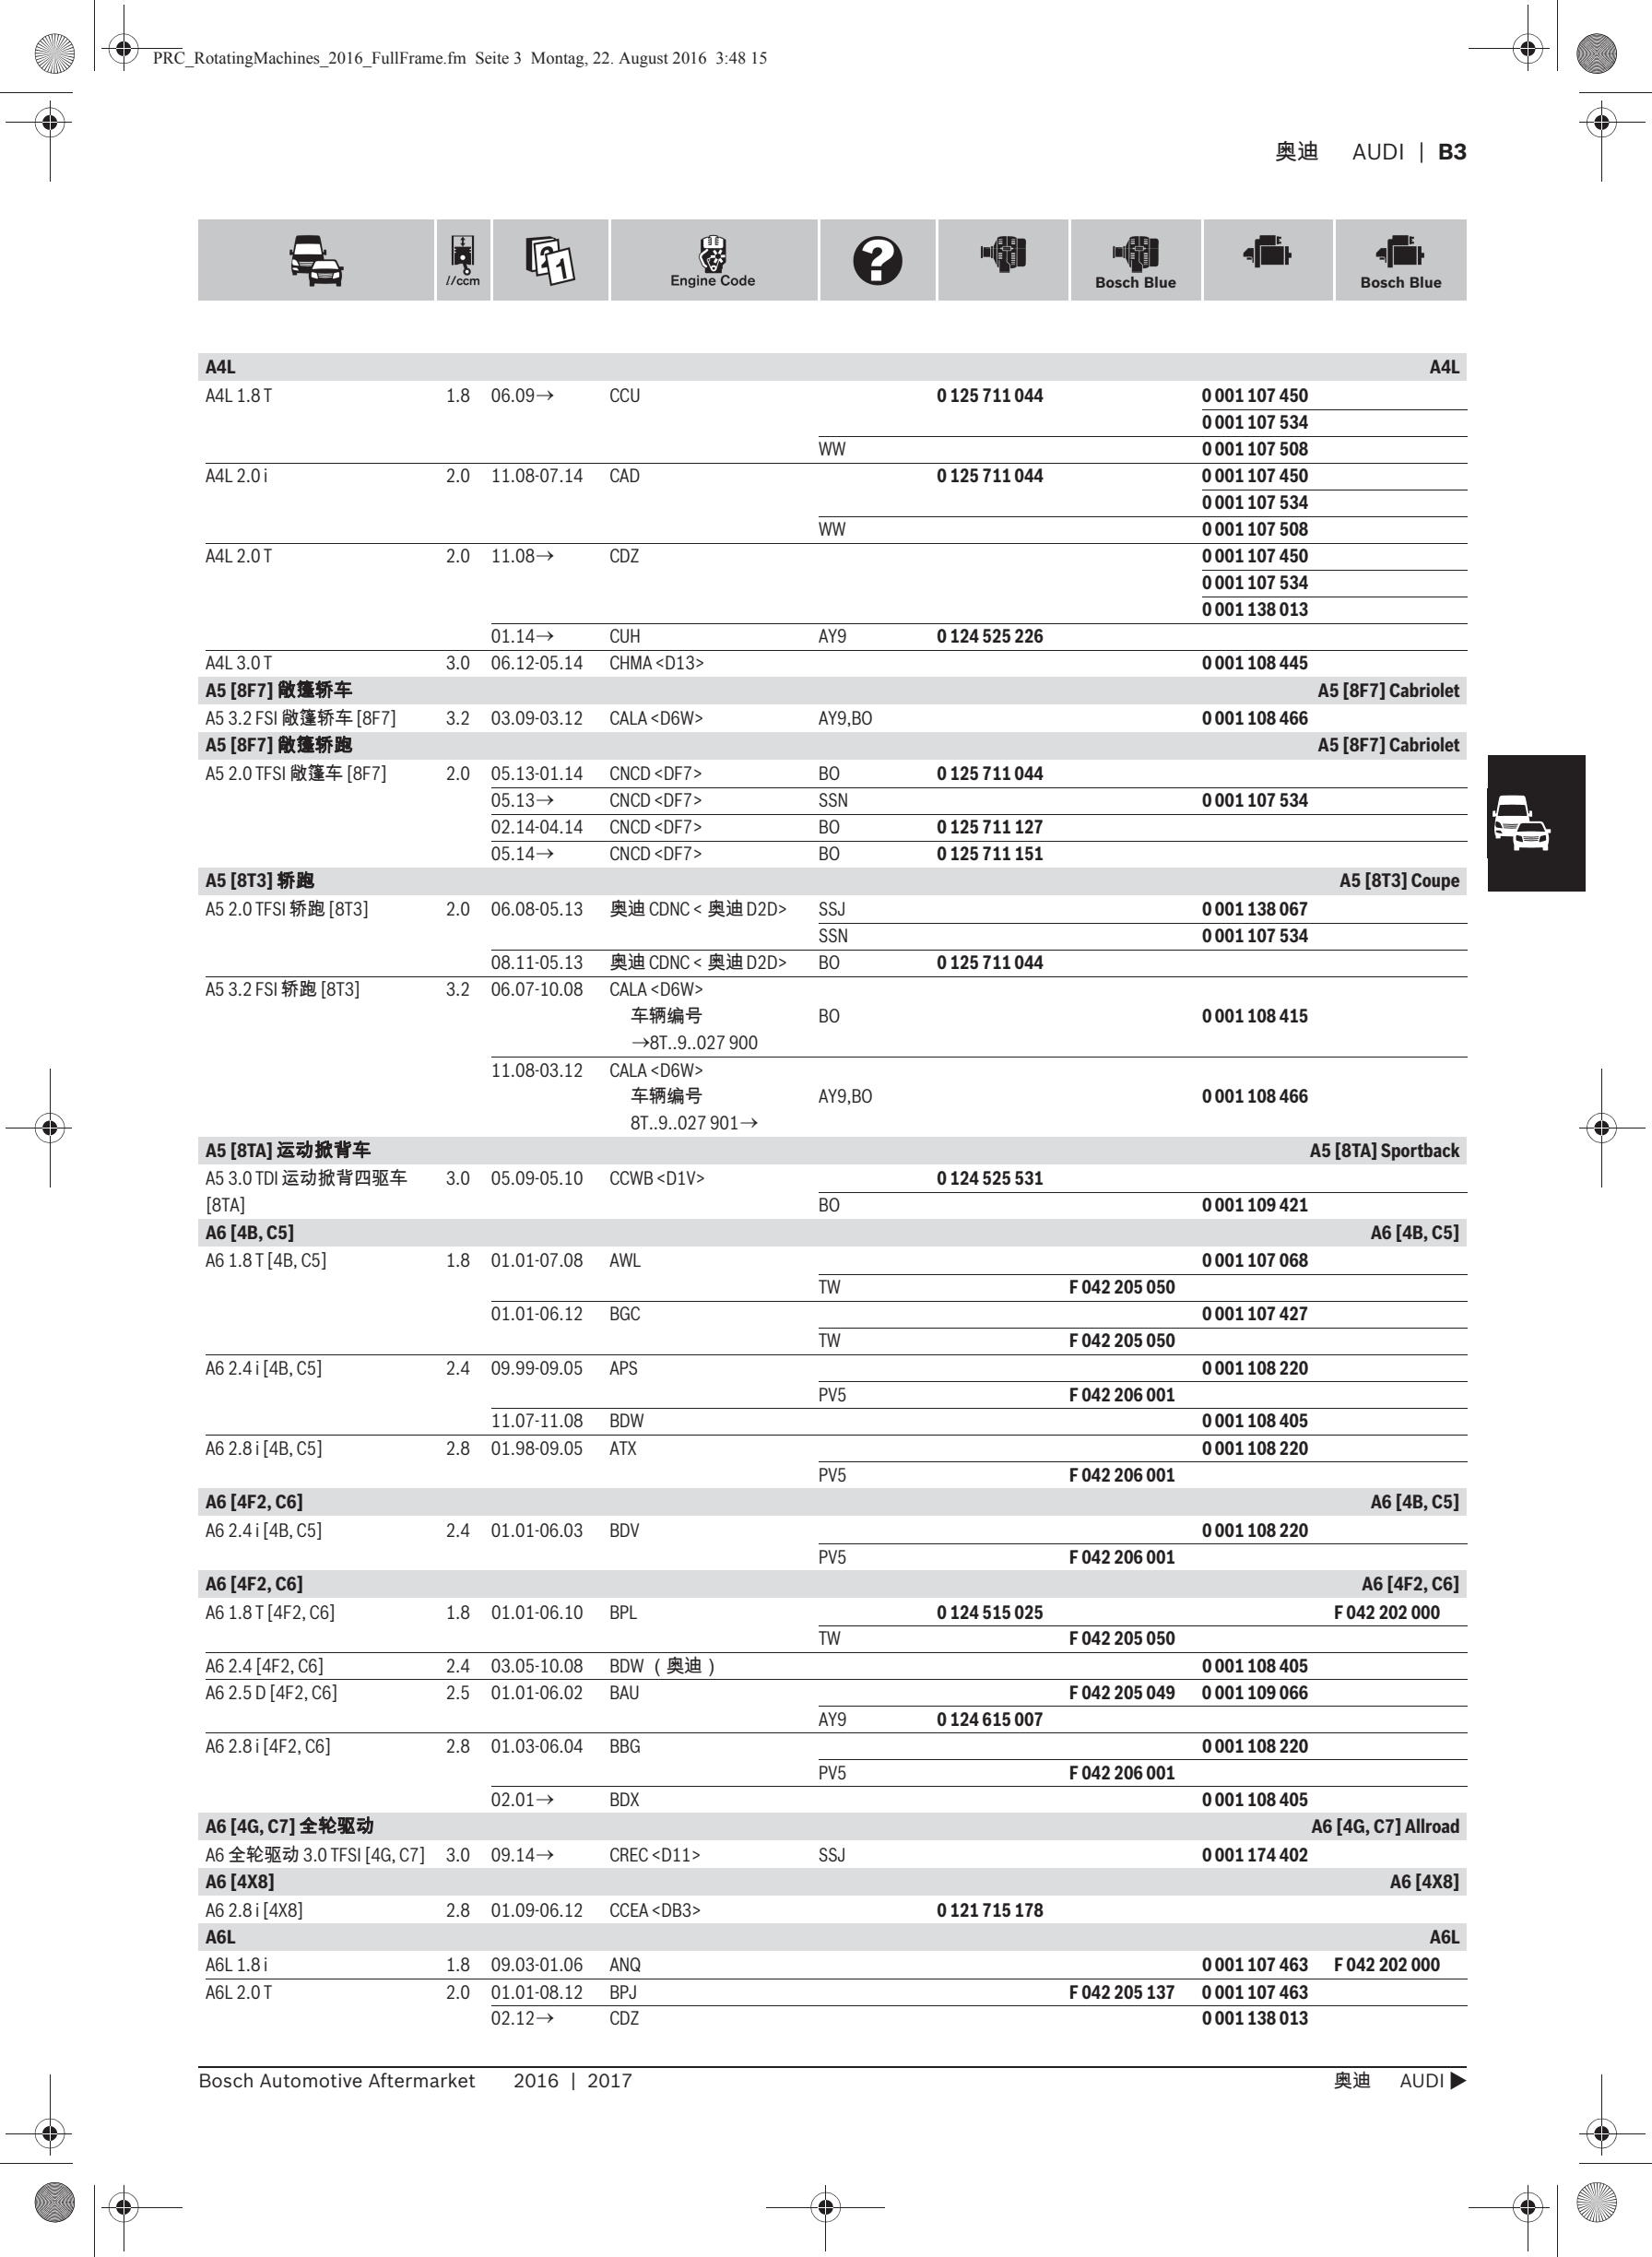 PRC_RotatingMachines_2016_FullFrame.fm Seite 3 Montag, 22. August 2016 3:48 15
奥迪 AUDI | B3
l/ccm Engine Code ? Bosch Blue Bosch Blue
A4L A4L
A4L 1.8 T 1.8 06.09→ CCU 0 125 711 044 0 001 107 450
0 001 107 534
WW 0 001 107 508
A4L 2.0 i 2.0 11.08-07.14 CAD 0 125 711 044 0 001 107 450
0 001 107 534
WW 0 001 107 508
A4L 2.0 T 2.0 11.08→ CDZ 0 001 107 450
0 001 107 534
0 001 138 013
01.14→ CUH AY9 0 124 525 226
A4L 3.0 T 3.0 06.12-05.14 CHMA <D13> 0 001 108 445
A5 [8F7] 敞篷轿车 A5 [8F7] Cabriolet
A5 3.2 FSI 敞篷轿车 [8F7] 3.2 03.09-03.12 CALA <D6W> AY9,BO 0 001 108 466
A5 [8F7] 敞篷轿跑 A5 [8F7] Cabriolet
A5 2.0 TFSI 敞篷车 [8F7] 2.0 05.13-01.14 CNCD <DF7> BO 0 125 711 044
05.13→ CNCD <DF7> SSN 0 001 107 534
02.14-04.14 CNCD <DF7> BO 0 125 711 127
05.14→ CNCD <DF7> BO 0 125 711 151
A5 [8T3] 轿跑 A5 [8T3] Coupe
A5 2.0 TFSI 轿跑 [8T3] 2.0 06.08-05.13 奥迪 CDNC < 奥迪 D2D> SSJ 0 001 138 067
SSN 0 001 107 534
08.11-05.13 奥迪 CDNC < 奥迪 D2D> BO 0 125 711 044
A5 3.2 FSI 轿跑 [8T3] 3.2 06.07-10.08 CALA <D6W>
车辆编号 BO 0 001 108 415
→8T..9..027 900
11.08-03.12 CALA <D6W>
车辆编号 AY9,BO 0 001 108 466
8T..9..027 901→
A5 [8TA] 运动掀背车 A5 [8TA] Sportback
A5 3.0 TDI 运动掀背四驱车 3.0 05.09-05.10 CCWB <D1V> 0 124 525 531
[8TA] BO 0 001 109 421
A6 [4B, C5] A6 [4B, C5]
A6 1.8 T [4B, C5] 1.8 01.01-07.08 AWL 0 001 107 068
TW F 042 205 050
01.01-06.12 BGC 0 001 107 427
TW F 042 205 050
A6 2.4 i [4B, C5] 2.4 09.99-09.05 APS 0 001 108 220
PV5 F 042 206 001
11.07-11.08 BDW 0 001 108 405
A6 2.8 i [4B, C5] 2.8 01.98-09.05 ATX 0 001 108 220
PV5 F 042 206 001
A6 [4F2, C6] A6 [4B, C5]
A6 2.4 i [4B, C5] 2.4 01.01-06.03 BDV 0 001 108 220
PV5 F 042 206 001
A6 [4F2, C6] A6 [4F2, C6]
A6 1.8 T [4F2, C6] 1.8 01.01-06.10 BPL 0 124 515 025 F 042 202 000
TW F 042 205 050
A6 2.4 [4F2, C6] 2.4 03.05-10.08 BDW ( 奥迪 ) 0 001 108 405
A6 2.5 D [4F2, C6] 2.5 01.01-06.02 BAU F 042 205 049 0 001 109 066
AY9 0 124 615 007
A6 2.8 i [4F2, C6] 2.8 01.03-06.04 BBG 0 001 108 220
PV5 F 042 206 001
02.01→ BDX 0 001 108 405
A6 [4G, C7] 全轮驱动 A6 [4G, C7] Allroad
A6 全轮驱动 3.0 TFSI [4G, C7] 3.0 09.14→ CREC <D11> SSJ 0 001 174 402
A6 [4X8] A6 [4X8]
A6 2.8 i [4X8] 2.8 01.09-06.12 CCEA <DB3> 0 121 715 178
A6L A6L
A6L 1.8 i 1.8 09.03-01.06 ANQ 0 001 107 463 F 042 202 000
A6L 2.0 T 2.0 01.01-08.12 BPJ F 042 205 137 0 001 107 463
02.12→ CDZ 0 001 138 013
Bosch Automotive Aftermarket 2016 | 2017 奥迪 AUDI